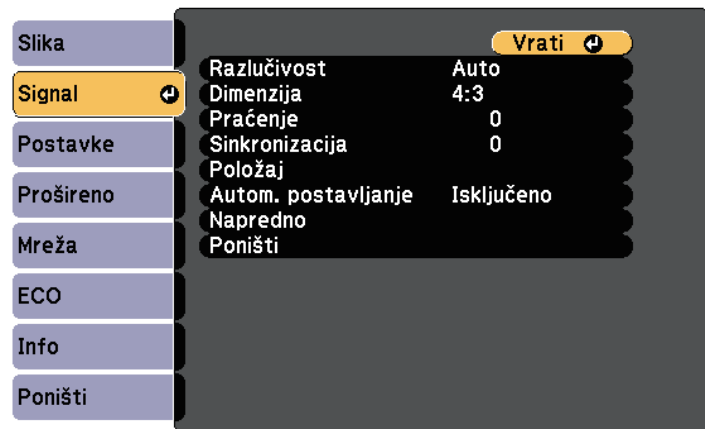 Slika
Signal
Postavke
Prošireno
Mreža
ECO
Info
Poništi
Vrati
Razlučivost Auto
Dimenzija 4:3
Praćenje 0
Sinkronizacija 0
Položaj
Autom. postavljanje Isključeno
Napredno
Poništi